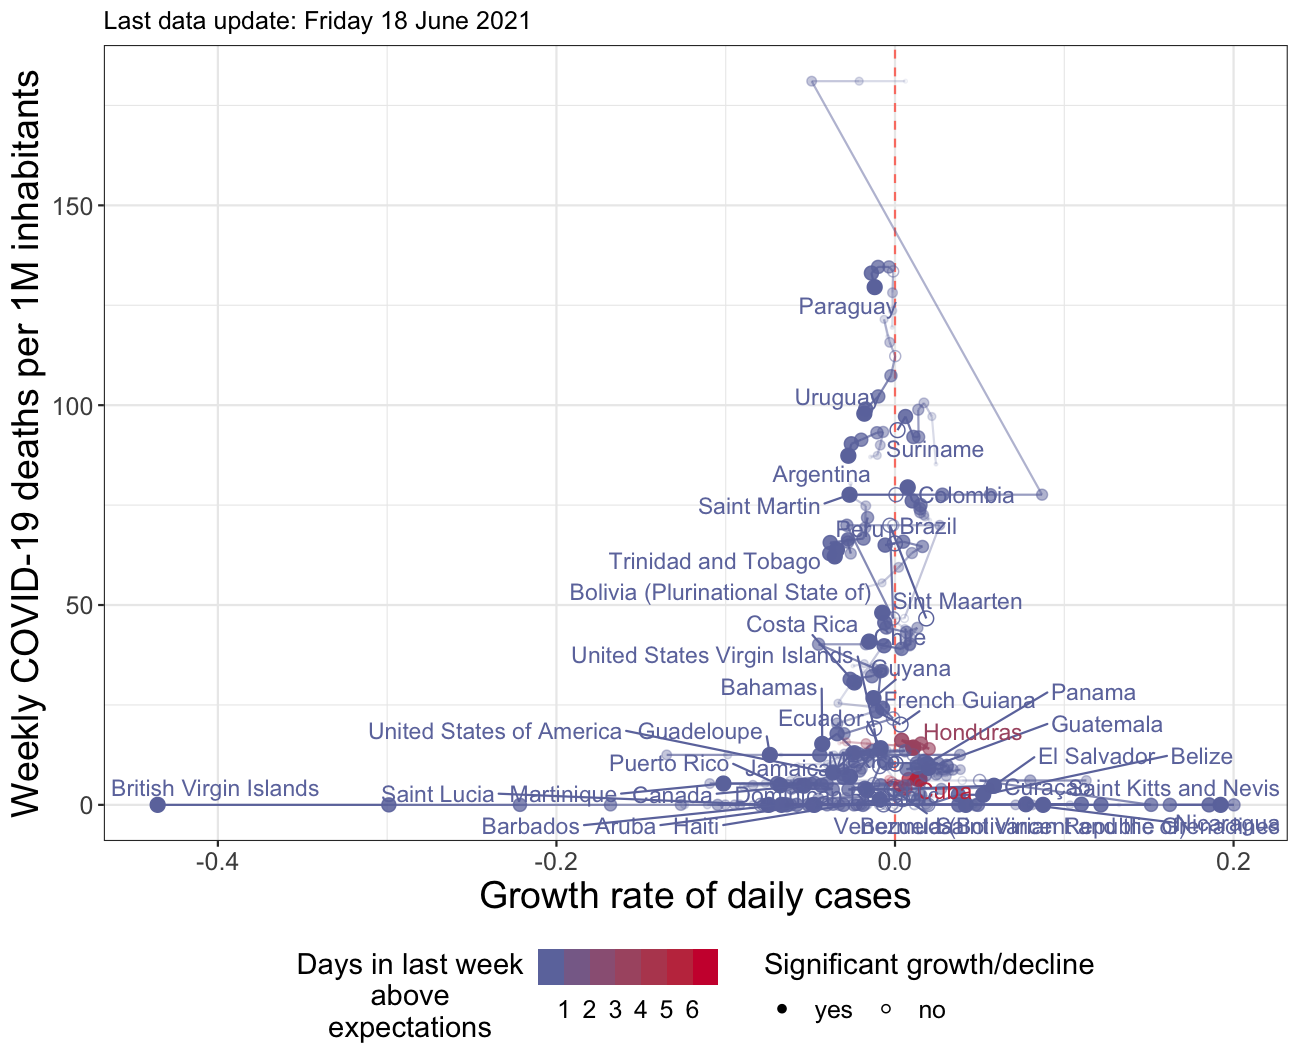 Last data update: Friday 18 June 2021
Weekly COVID-19 deaths per 1M inhabitants
150
100
50
0
Paraguay
Uruguay
Suriname
Argentina
Saint Martin
Colombia
Peru
Brazil
Trinidad and Tobago
Bolivia (Plurinational State of)
Sint Maarten
Costa Rica
Chile
United States Virgin Islands
Guyana
Bahamas
French Guiana
Panama
Ecuador
Guatemala
United States of America
Guadeloupe
Honduras
Puerto Rico
Jamaica
El Salvador
Belize
British Virgin Islands
Saint Lucia
Martinique
Canada
Cuba
Curaçao
Saint Kitts and Nevis
Barbados
Aruba
Haiti
Nicaragua
-0.4
-0.2
0.0
0.2
Growth rate of daily cases
Days in last week
above
expectations
1 2 3 4 5 6
Significant growth/decline
yes
no